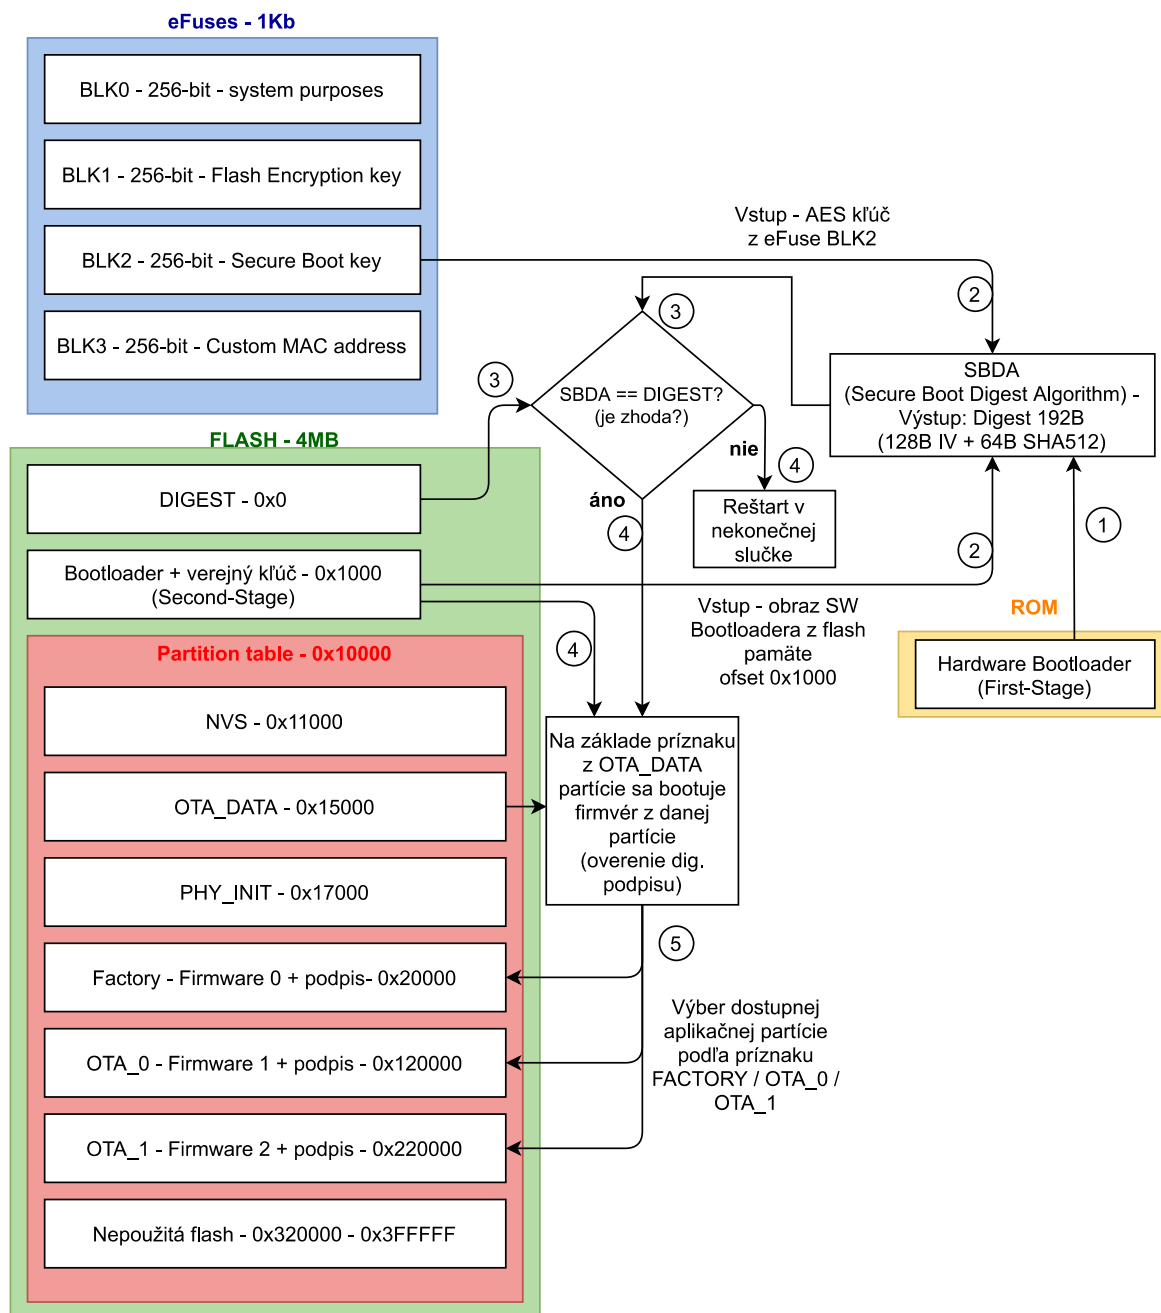 eFuses - 1Kb
BLK0 - 256-bit - system purposes
BLK1 - 256-bit - Flash Encryption key
BLK2 - 256-bit - Secure Boot key
BLK3 - 256-bit - Custom MAC address
Vstup - AES kľúč
z eFuse BLK2
2
3
3
SBDA == DIGEST?
(je zhoda?)
SBDA
(Secure Boot Digest Algorithm) -
Výstup: Digest 192B
(128B IV + 64B SHA512)
nie
4
áno
4
Reštart v
nekonečnej
slučke
2
1
FLASH - 4MB
DIGEST - 0x0
Bootloader + verejný kľúč - 0x1000
(Second-Stage)
Vstup - obraz SW
Bootloadera z flash
pamäte
ofset 0x1000
ROM
Hardware Bootloader
(First-Stage)
4
Partition table - 0x10000
NVS - 0x11000
OTA_DATA - 0x15000
PHY_INIT - 0x17000
Factory - Firmware 0 + podpis- 0x20000
OTA_0 - Firmware 1 + podpis - 0x120000
OTA_1 - Firmware 2 + podpis - 0x220000
Nepoužitá flash - 0x320000 - 0x3FFFFF
Na základe príznaku
z OTA_DATA
partície sa bootuje
firmvér z danej
partície
(overenie dig.
podpisu)
5
Výber dostupnej
aplikačnej partície
podľa príznaku
FACTORY / OTA_0 /
OTA_1